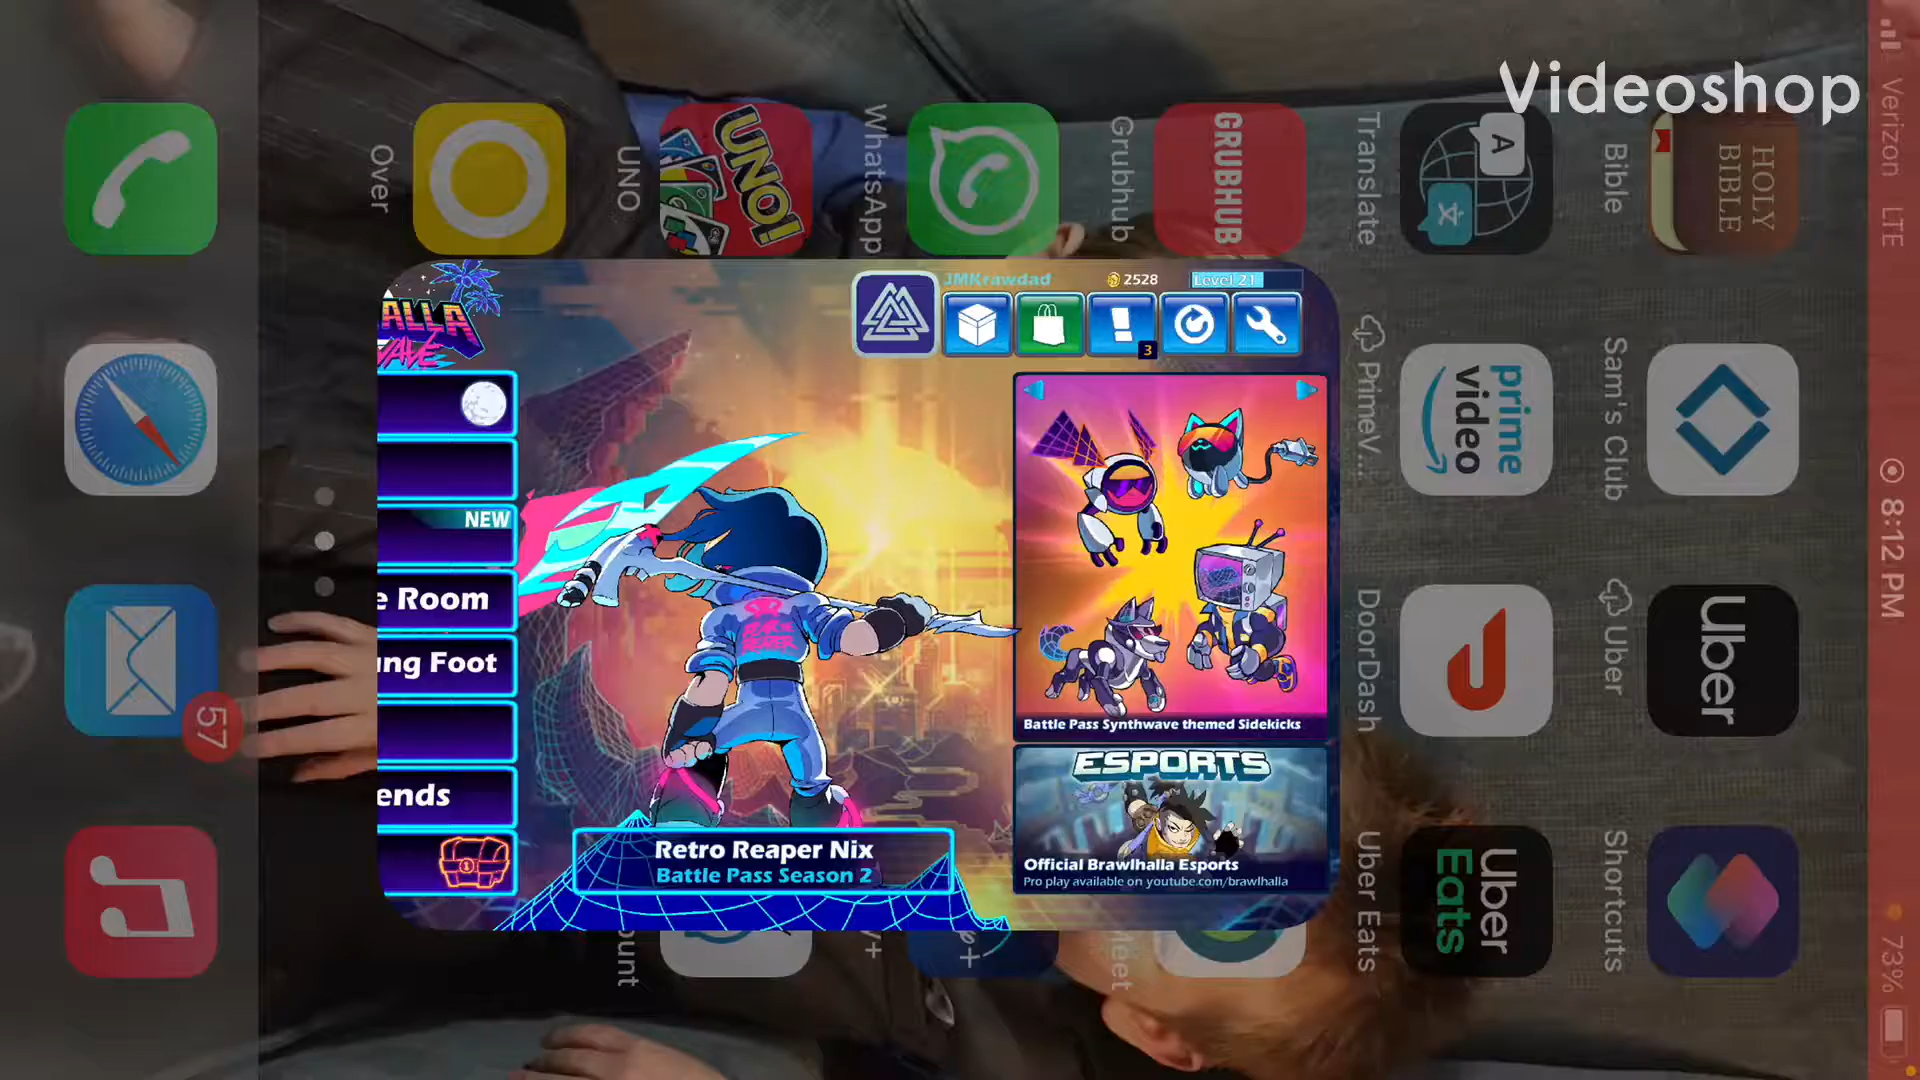 Videoshop
Verizon LTE
8:12 PM
73%
HOLY
BIBLE
Bible
Translate
GRUBHUB
Grubhub
WhatsApp
UNO!
UNO
Over
Sam's Club
prime
video
PrimeV...
Uber
Uber
DoorDash
Shortcuts
Uber
Eats
Uber Eats
57
ALLA
JMKrawdad
2528
Level 21
3
NEW
e Room
ng Foot
ends
Retro Reaper Nix
Battle Pass Season 2
Battle Pass Synthwave themed Sidekicks
ESPORTS
Official Brawlhalla Esports
Pro play available on youtube.com/brawlhalla